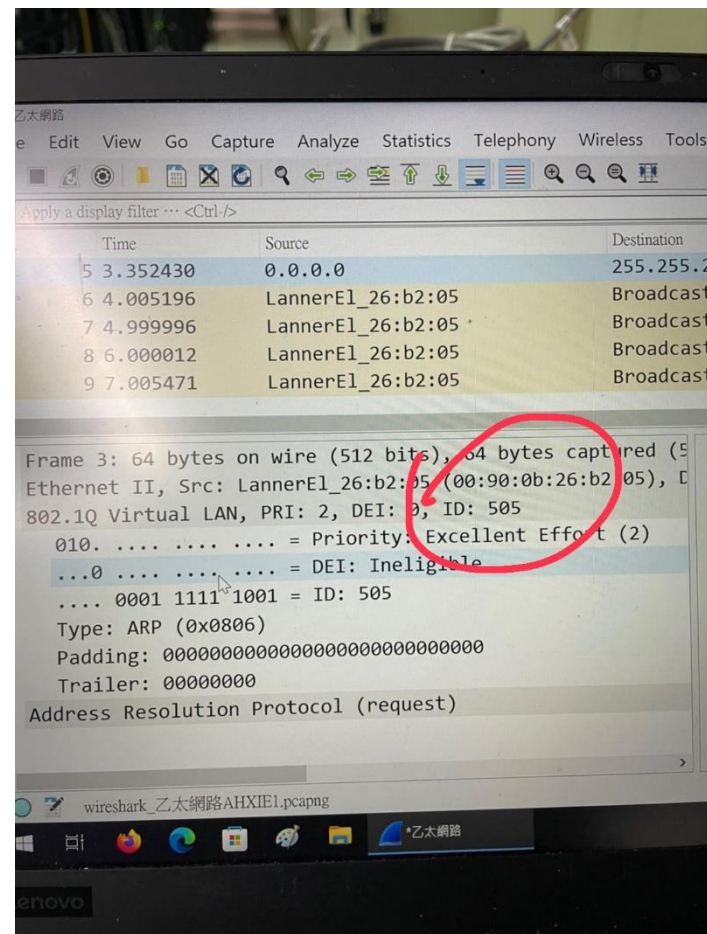 乙太網路
e Edit View Go Capture Analyze Statistics Telephony Wireless Tools
Apply a display filter ··· <Ctrl-/>
Time Source Destination
5 3.352430 0.0.0.0 255.255.2
6 4.005196 LannerEl_26:b2:05 Broadcast
7 4.999996 LannerEl_26:b2:05 Broadcast
8 6.000012 LannerEl_26:b2:05 Broadcast
9 7.005471 LannerEl_26:b2:05 Broadcast
Frame 3: 64 bytes on wire (512 bits), 64 bytes captured (5
Ethernet II, Src: LannerEl_26:b2:05 (00:90:0b:26:b2:05), D
802.1Q Virtual LAN, PRI: 2, DEI: 0, ID: 505
010. .... .... .... = Priority: Excellent Effort (2)
...0 .... .... .... = DEI: Ineligible
.... 0001 1111 1001 = ID: 505
Type: ARP (0x0806)
Padding: 0000000000000000000000000000
Trailer: 00000000
Address Resolution Protocol (request)
wireshark_乙太網路AHXIE1.pcapng
*乙太網路
enovo